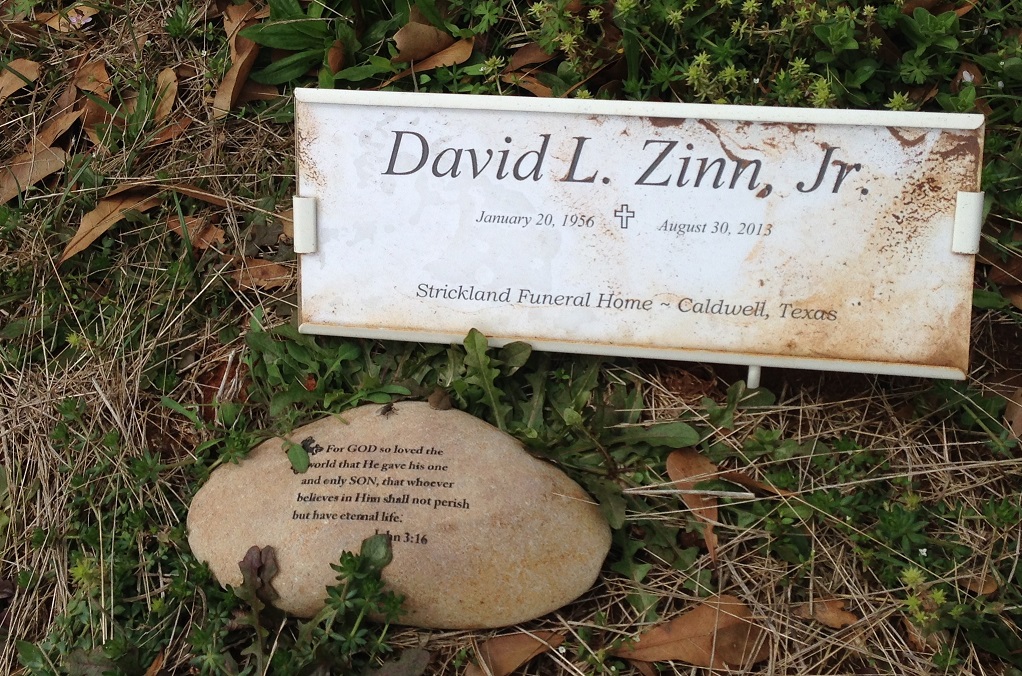 David L. Zinn, Jr.
January 20, 1956 August 30, 2013
Strickland Funeral Home ~ Caldwell, Texas
For GOD so loved the
world that He gave his one
and only SON, that whoever
believes in Him shall not perish
but have eternal life.
John 3:16